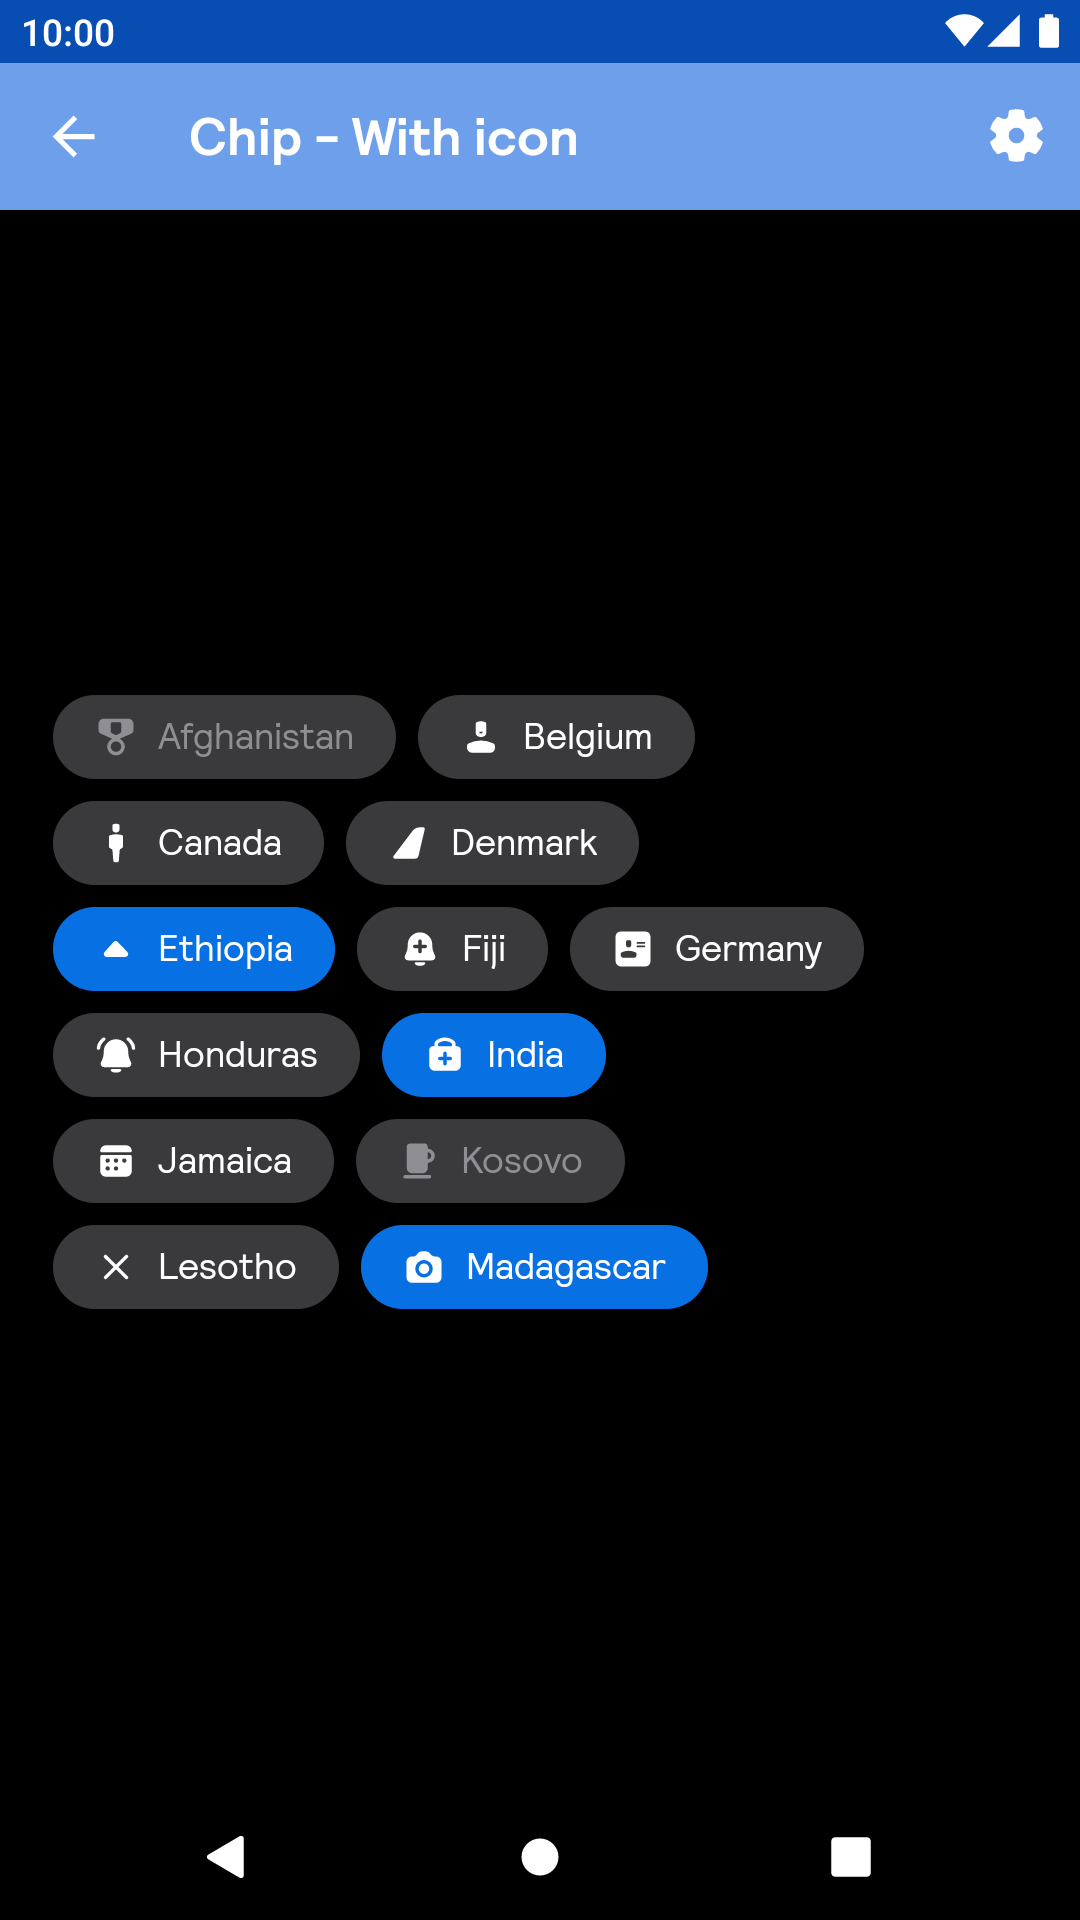 10:00
Chip - With icon
Afghanistan Belgium
Canada Denmark
Ethiopia Fiji Germany
Honduras India
Jamaica Kosovo
Lesotho Madagascar